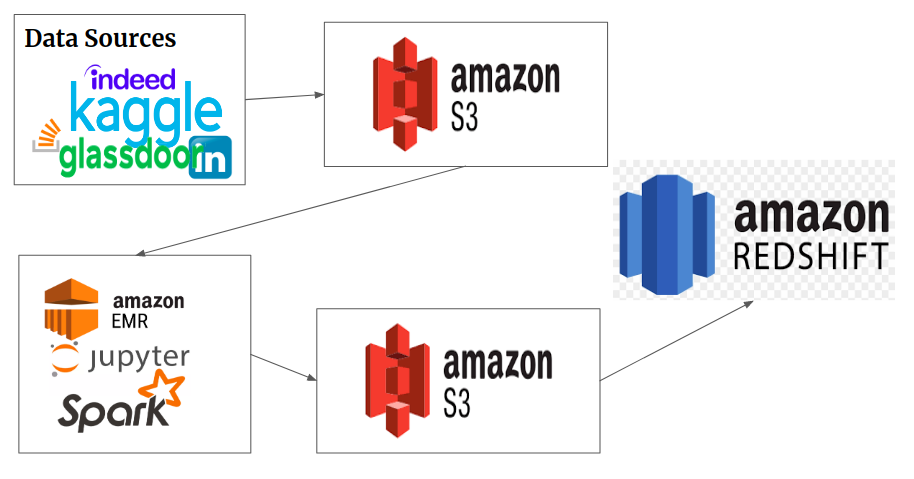 Data Sources
indeed
kaggle
glassdoor
in
amazon
S3
amazon
REDSHIFT
amazon
EMR
jupyter
Spark
amazon
S3